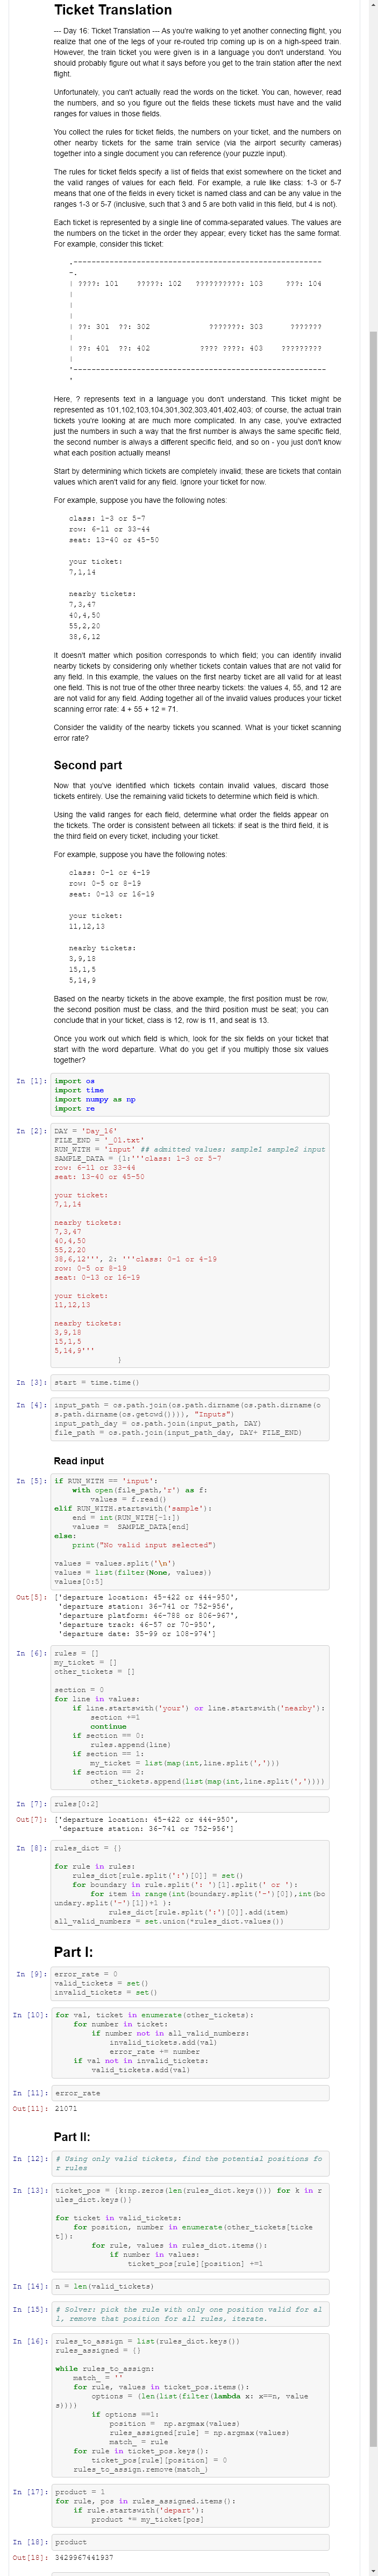 Ticket Translation
--- Day 16: Ticket Translation --- As you're walking to yet another connecting flight, you
realize that one of the legs of your re-routed trip coming up is on a high-speed train.
However, the train ticket you were given is in a language you don't understand. You
should probably figure out what it says before you get to the train station after the next
flight.
Unfortunately, you can't actually read the words on the ticket. You can, however, read
the numbers, and so you figure out the fields these tickets must have and the valid
ranges for values in those fields.
You collect the rules for ticket fields, the numbers on your ticket, and the numbers on
other nearby tickets for the same train service (via the airport security cameras)
together into a single document you can reference (your puzzle input).
The rules for ticket fields specify a list of fields that exist somewhere on the ticket and
the valid ranges of values for each field. For example, a rule like class: 1-3 or 5-7
means that one of the fields in every ticket is named class and can be any value in the
ranges 1-3 or 5-7 (inclusive, such that 3 and 5 are both valid in this field, but 4 is not).
Each ticket is represented by a single line of comma-separated values. The values are
the numbers on the ticket in the order they appear; every ticket has the same format.
For example, consider this ticket:
.---------------------------------------------------------
-.
| ????: 101    ?????: 102   ??????????: 103     ???: 104
|
|
|
| ??: 301  ??: 302             ???????: 303      ???????
|
| ??: 401  ??: 402           ???? ????: 403    ?????????
|
'----------------------------------------------------------
'
Here, ? represents text in a language you don't understand. This ticket might be
represented as 101,102,103,104,301,302,303,401,402,403; of course, the actual train
tickets you're looking at are much more complicated. In any case, you've extracted
just the numbers in such a way that the first number is always the same specific field,
the second number is always a different specific field, and so on - you just don't know
what each position actually means!
Start by determining which tickets are completely invalid; these are tickets that contain
values which aren't valid for any field. Ignore your ticket for now.
For example, suppose you have the following notes:
class: 1-3 or 5-7
row: 6-11 or 33-44
seat: 13-40 or 45-50
your ticket:
7,1,14
nearby tickets:
7,3,47
40,4,50
55,2,20
38,6,12
It doesn't matter which position corresponds to which field; you can identify invalid
nearby tickets by considering only whether tickets contain values that are not valid for
any field. In this example, the values on the first nearby ticket are all valid for at least
one field. This is not true of the other three nearby tickets: the values 4, 55, and 12 are
are not valid for any field. Adding together all of the invalid values produces your ticket
scanning error rate: 4 + 55 + 12 = 71.
Consider the validity of the nearby tickets you scanned. What is your ticket scanning
error rate?
Second part
Now that you've identified which tickets contain invalid values, discard those
tickets entirely. Use the remaining valid tickets to determine which field is which.
Using the valid ranges for each field, determine what order the fields appear on
the tickets. The order is consistent between all tickets: if seat is the third field, it is
the third field on every ticket, including your ticket.
For example, suppose you have the following notes:
class: 0-1 or 4-19
row: 0-5 or 8-19
seat: 0-13 or 16-19
your ticket:
11,12,13
nearby tickets:
3,9,18
15,1,5
5,14,9
Based on the nearby tickets in the above example, the first position must be row,
the second position must be class, and the third position must be seat; you can
conclude that in your ticket, class is 12, row is 11, and seat is 13.
Once you work out which field is which, look for the six fields on your ticket that
start with the word departure. What do you get if you multiply those six values
together?
In [1]: import os
import time
import numpy as np
import re
In [2]: DAY = 'Day_16'
FILE_END = '_01.txt'
RUN_WITH = 'input' ## admitted values: sample1 sample2 input
SAMPLE_DATA = {1:'''class: 1-3 or 5-7
row: 6-11 or 33-44
seat: 13-40 or 45-50
your ticket:
7,1,14
nearby tickets:
7,3,47
40,4,50
55,2,20
38,6,12''', 2: '''class: 0-1 or 4-19
row: 0-5 or 8-19
seat: 0-13 or 16-19
your ticket:
11,12,13
nearby tickets:
3,9,18
15,1,5
5,14,9'''
}
In [3]: start = time.time()
In [4]: input_path = os.path.join(os.path.dirname(os.path.dirname(o
s.path.dirname(os.getcwd()))), "Inputs")
input_path_day = os.path.join(input_path, DAY)
file_path = os.path.join(input_path_day, DAY+ FILE_END)
Read input
In [5]: if RUN_WITH == 'input':
    with open(file_path,'r') as f:
        values = f.read()
elif RUN_WITH.startswith('sample'):
    end = int(RUN_WITH[-1:])
    values =  SAMPLE_DATA[end]
else:
    print("No valid input selected")
values = values.split('\n')
values = list(filter(None, values))
values[0:5]
Out[5]: ['departure location: 45-422 or 444-950',
 'departure station: 36-741 or 752-956',
 'departure platform: 46-788 or 806-967',
 'departure track: 46-57 or 70-950',
 'departure date: 35-99 or 108-974']
In [6]: rules = []
my_ticket = []
other_tickets = []
section = 0
for line in values:
    if line.startswith('your') or line.startswith('nearby'):
        section +=1
        continue
    if section == 0:
        rules.append(line)
    if section == 1:
        my_ticket = list(map(int,line.split(',')))
    if section == 2:
        other_tickets.append(list(map(int,line.split(','))))
In [7]: rules[0:2]
Out[7]: ['departure location: 45-422 or 444-950',
 'departure station: 36-741 or 752-956']
In [8]: rules_dict = {}
for rule in rules:
    rules_dict[rule.split(':')[0]] = set()
    for boundary in rule.split(': ')[1].split(' or '):
        for item in range(int(boundary.split('-')[0]),int(bo
undary.split('-')[1])+1 ):
            rules_dict[rule.split(':')[0]].add(item)
all_valid_numbers = set.union(*rules_dict.values())
Part I:
In [9]: error_rate = 0
valid_tickets = set()
invalid_tickets = set()
In [10]: for val, ticket in enumerate(other_tickets):
    for number in ticket:
        if number not in all_valid_numbers:
            invalid_tickets.add(val)
            error_rate += number
    if val not in invalid_tickets:
        valid_tickets.add(val)
In [11]: error_rate
Out[11]: 21071
Part II:
In [12]: # Using only valid tickets, find the potential positions fo
r rules
In [13]: ticket_pos = {k:np.zeros(len(rules_dict.keys())) for k in r
ules_dict.keys()}
for ticket in valid_tickets:
    for position, number in enumerate(other_tickets[ticke
t]):
        for rule, values in rules_dict.items():
            if number in values:
                ticket_pos[rule][position] +=1
In [14]: n = len(valid_tickets)
In [15]: # Solver: pick the rule with only one position valid for al
l, remove that position for all rules, iterate.
In [16]: rules_to_assign = list(rules_dict.keys())
rules_assigned = {}
while rules_to_assign:
    match_ = ''
    for rule, values in ticket_pos.items():
        options = (len(list(filter(lambda x: x==n, value
s))))
        if options ==1:
            position =  np.argmax(values)
            rules_assigned[rule] = np.argmax(values)
            match_ = rule
    for rule in ticket_pos.keys():
        ticket_pos[rule][position] = 0
    rules_to_assign.remove(match_)
In [17]: product = 1
for rule, pos in rules_assigned.items():
    if rule.startswith('depart'):
        product *= my_ticket[pos]
In [18]: product
Out[18]: 3429967441937